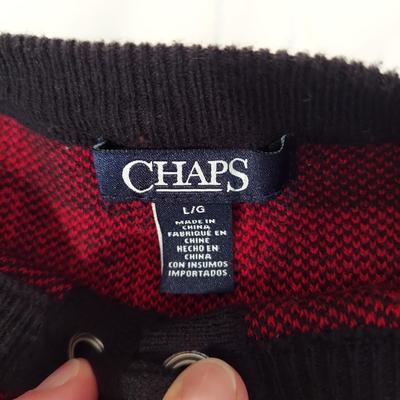 CHAPS
L/G
MADE IN
CHINA
FABRIQUÉ EN
CHINE
HECHO EN
CHINA
CON INSUMOS
IMPORTADOS